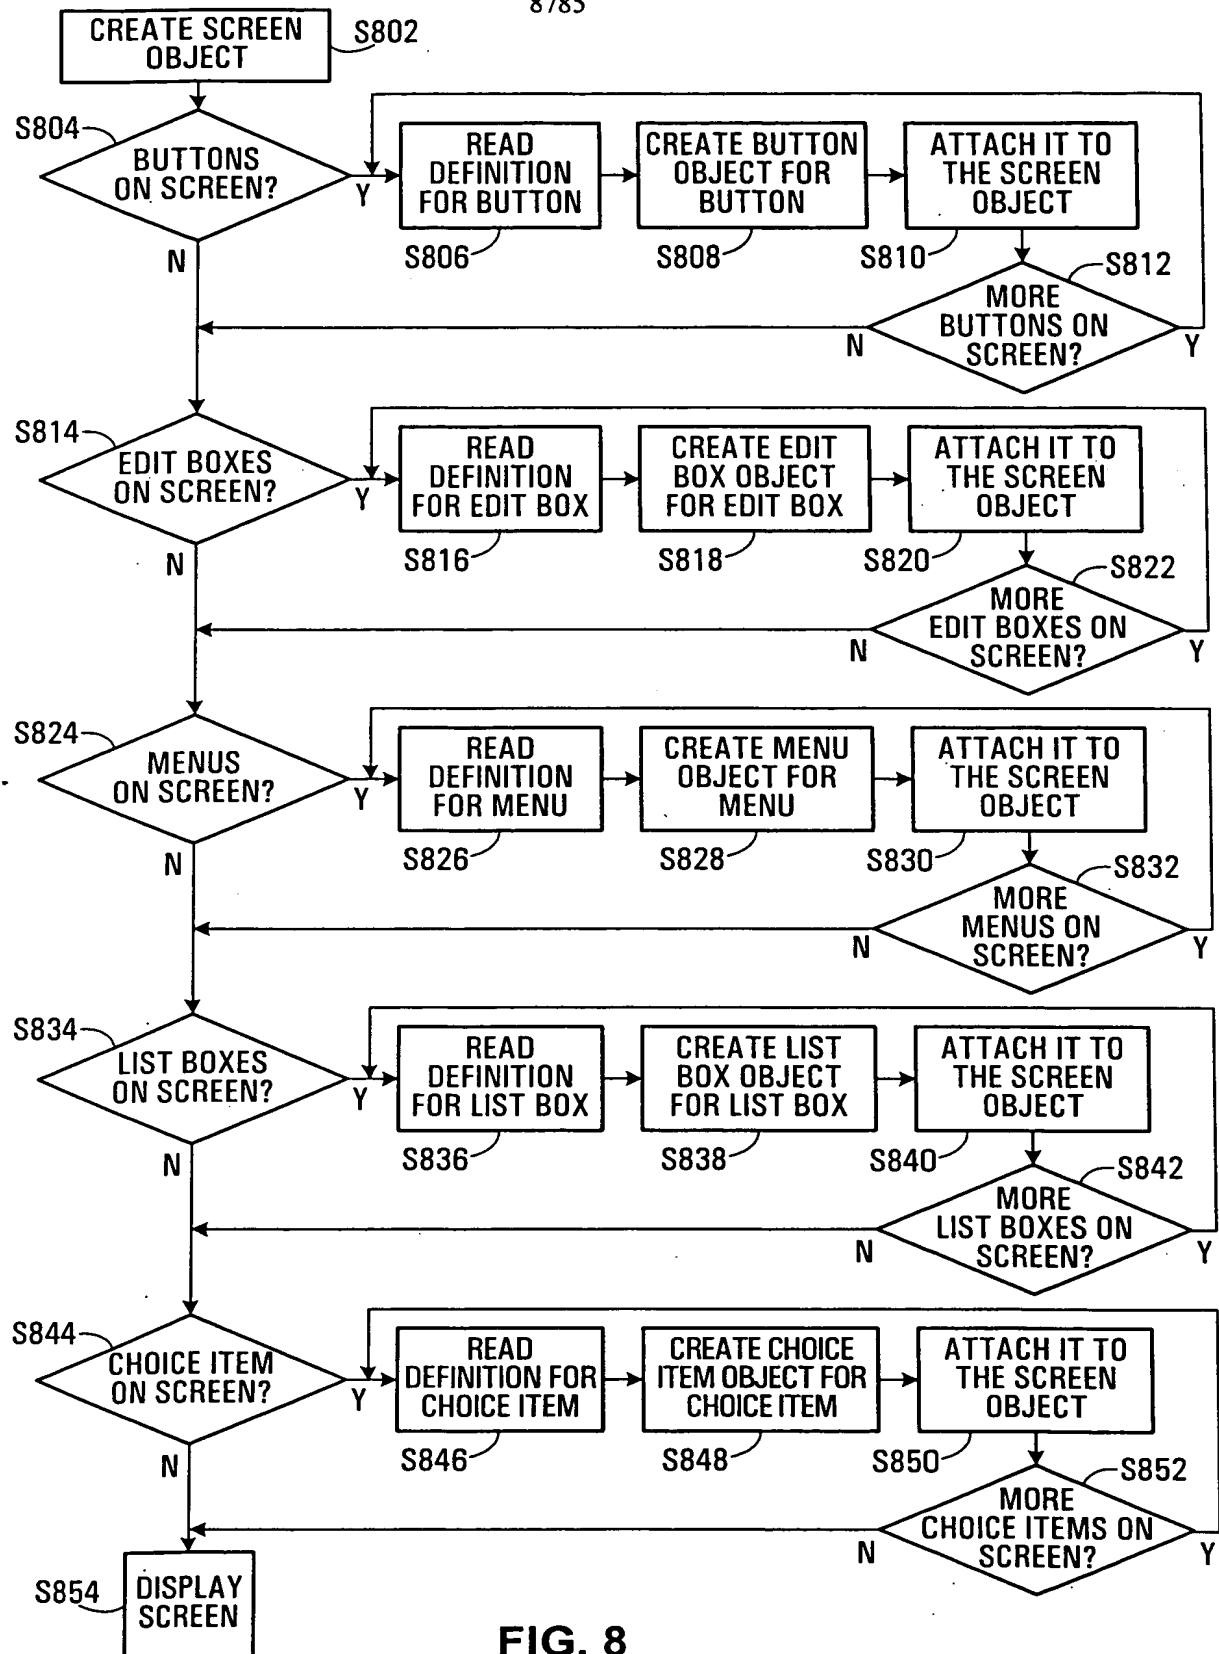 8/85
CREATE SCREEN
OBJECT
S802
S804
BUTTONS
ON SCREEN?
Y
N
READ
DEFINITION
FOR BUTTON
S806
CREATE BUTTON
OBJECT FOR
BUTTON
S808
ATTACH IT TO
THE SCREEN
OBJECT
S810
S812
MORE
BUTTONS ON
SCREEN?
N
Y
S814
EDIT BOXES
ON SCREEN?
Y
N
READ
DEFINITION
FOR EDIT BOX
S816
CREATE EDIT
BOX OBJECT
FOR EDIT BOX
S818
ATTACH IT TO
THE SCREEN
OBJECT
S820
S822
MORE
EDIT BOXES ON
SCREEN?
N
Y
S824
MENUS
ON SCREEN?
Y
N
READ
DEFINITION
FOR MENU
S826
CREATE MENU
OBJECT FOR
MENU
S828
ATTACH IT TO
THE SCREEN
OBJECT
S830
S832
MORE
MENUS ON
SCREEN?
N
Y
S834
LIST BOXES
ON SCREEN?
Y
N
READ
DEFINITION
FOR LIST BOX
S836
CREATE LIST
BOX OBJECT
FOR LIST BOX
S838
ATTACH IT TO
THE SCREEN
OBJECT
S840
S842
MORE
LIST BOXES ON
SCREEN?
N
Y
S844
CHOICE ITEM
ON SCREEN?
Y
N
READ
DEFINITION FOR
CHOICE ITEM
S846
CREATE CHOICE
ITEM OBJECT FOR
CHOICE ITEM
S848
ATTACH IT TO
THE SCREEN
OBJECT
S850
S852
MORE
CHOICE ITEMS ON
SCREEN?
N
Y
S854
DISPLAY
SCREEN
FIG. 8